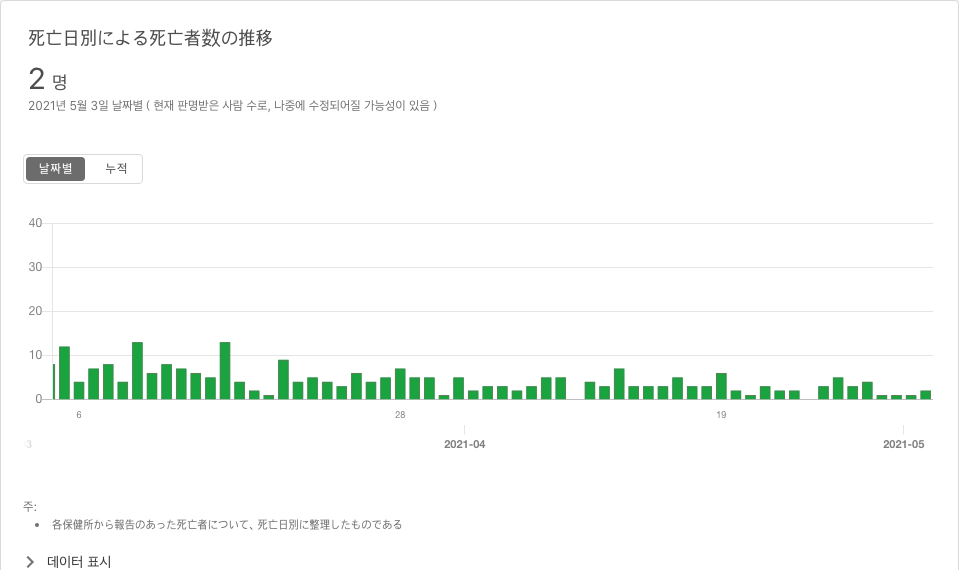 死亡日別による死亡者数の推移
2 명
2021년 5월 3일 날짜별 ( 현재 판명받은 사람 수로, 나중에 수정되어질 가능성이 있음 )
날짜별 누적
40
30
20
10
0
6 28 19
3 2021-04 2021-05
주:
• 各保健所から報告のあった死亡者について、死亡日別に整理したものである
데이터 표시